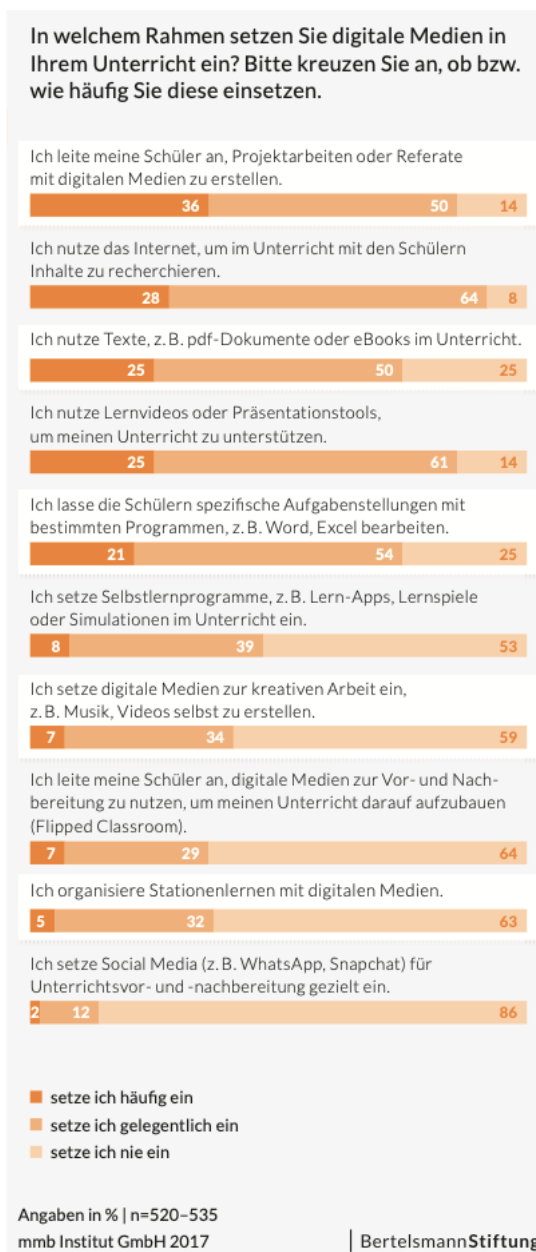 In welchem Rahmen setzen Sie digitale Medien in
Ihrem Unterricht ein? Bitte kreuzen Sie an, ob bzw.
wie häufig Sie diese einsetzen.
Ich leite meine Schüler an, Projektarbeiten oder Referate
mit digitalen Medien zu erstellen.
36 50 14
Ich nutze das Internet, um im Unterricht mit den Schülern
Inhalte zu recherchieren.
28 64 8
Ich nutze Texte, z. B. pdf-Dokumente oder eBooks im Unterricht.
25 50 25
Ich nutze Lernvideos oder Präsentationstools,
um meinen Unterricht zu unterstützen.
25 61 14
Ich lasse die Schülern spezifische Aufgabenstellungen mit
bestimmten Programmen, z. B. Word, Excel bearbeiten.
21 54 25
Ich setze Selbstlernprogramme, z. B. Lern-Apps, Lernspiele
oder Simulationen im Unterricht ein.
8 39 53
Ich setze digitale Medien zur kreativen Arbeit ein,
z. B. Musik, Videos selbst zu erstellen.
7 34 59
Ich leite meine Schüler an, digitale Medien zur Vor- und Nach-
bereitung zu nutzen, um meinen Unterricht darauf aufzubauen
(Flipped Classroom).
7 29 64
Ich organisiere Stationenlernen mit digitalen Medien.
5 32 63
Ich setze Social Media (z. B. WhatsApp, Snapchat) für
Unterrichtsvor- und -nachbereitung gezielt ein.
2 12 86
setze ich häufig ein
setze ich gelegentlich ein
setze ich nie ein
Angaben in % | n=520–535
mmb Institut GmbH 2017 | BertelsmannStiftung